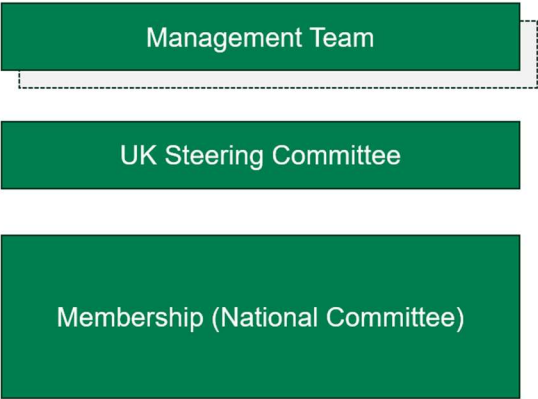 Management Team
UK Steering Committee
Membership (National Committee)